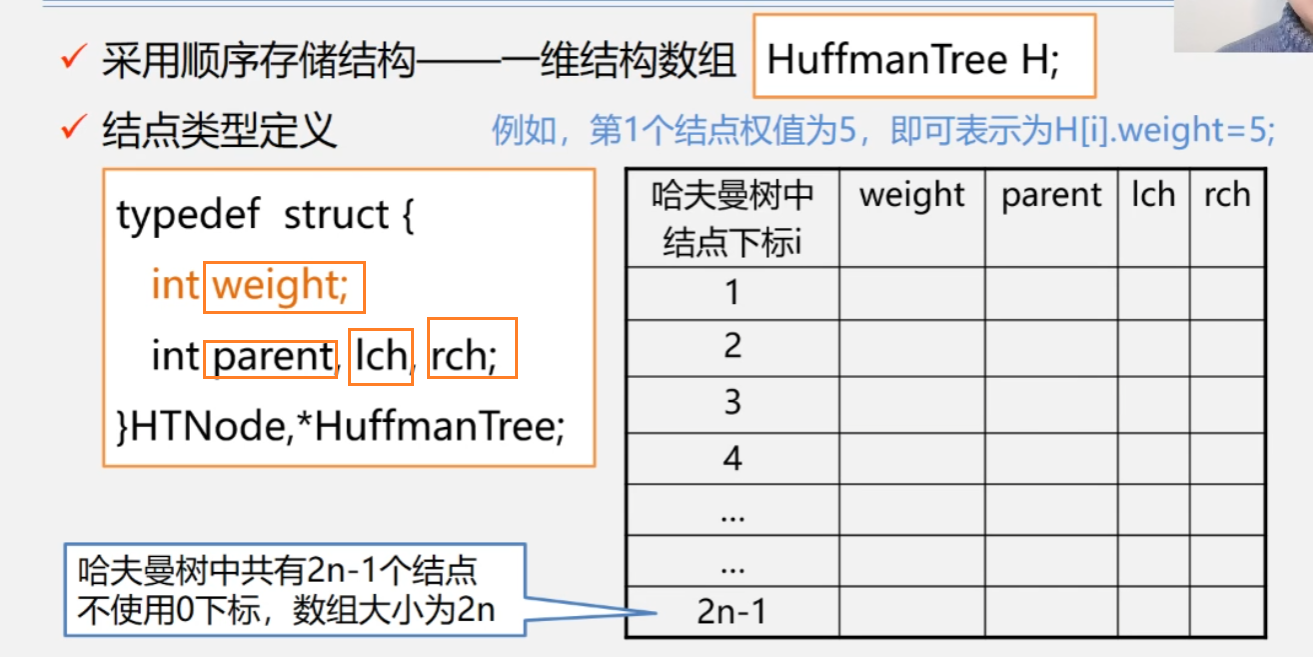 采用顺序存储结构——一维结构数组 HuffmanTree H;
结点类型定义
例如，第1个结点权值为5，即可表示为H[i].weight=5;
typedef struct {
int weight;
int parent, lch, rch;
}HTNode,*HuffmanTree;
哈夫曼树中共有2n-1个结点
不使用0下标，数组大小为2n
哈夫曼树中 weight parent lch rch
结点下标i
1
2
3
4
...
...
2n-1